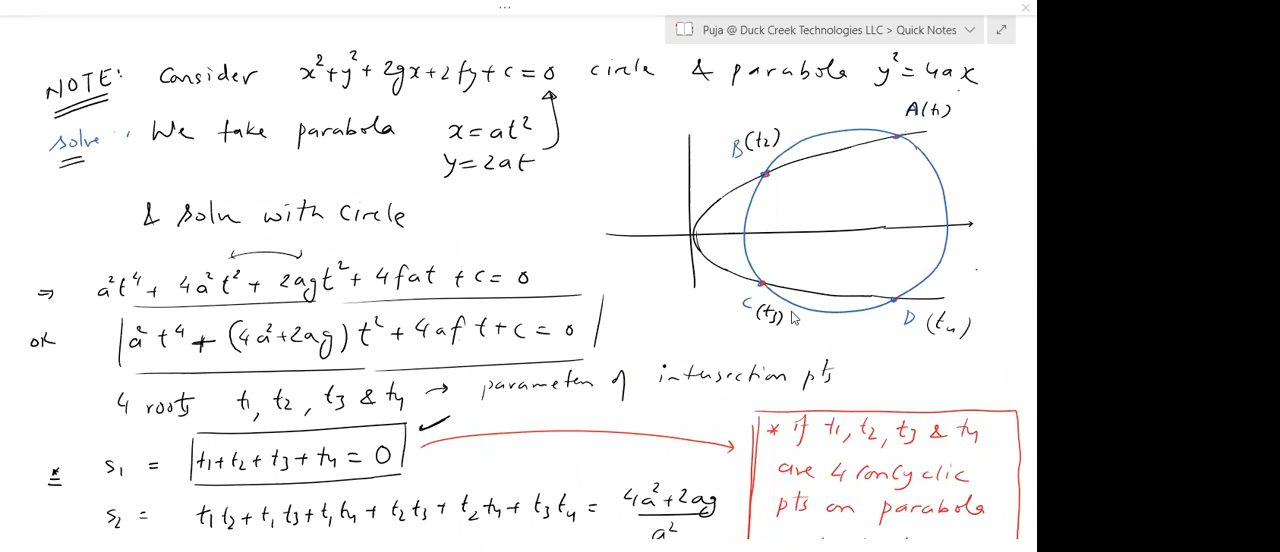 Puja @ Duck Creek Technologies LLC > Quick Notes
NOTE: Consider x²+y²+2gx+2fy+c=0 circle & parabola y²=4ax
Solve: We take parabola x=at²
y=2at
& Soln with circle
⇒ a²t⁴ + 4a²t² + 2agt² + 4fat + c = 0
or a²t⁴ + (4a²+2ag) t² + 4af t + c = 0
4 roots t₁, t₂, t₃ & t₄ → parameter of intersection pts
* S₁ = t₁+t₂+t₃+t₄ = 0
S₂ = t₁t₂+t₁t₃+t₁t₄+t₂t₃+t₂t₄+t₃t₄ = (4a²+2ag)/a²
A(t₁)
B(t₂)
C (t₃)
D (t₄)
* if t₁, t₂, t₃ & t₄
are 4 concyclic
pts on parabola